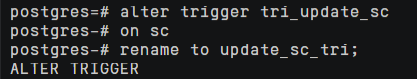 postgres=# alter trigger tri_update_sc
postgres-# on sc
postgres-# rename to update_sc_tri;
ALTER TRIGGER